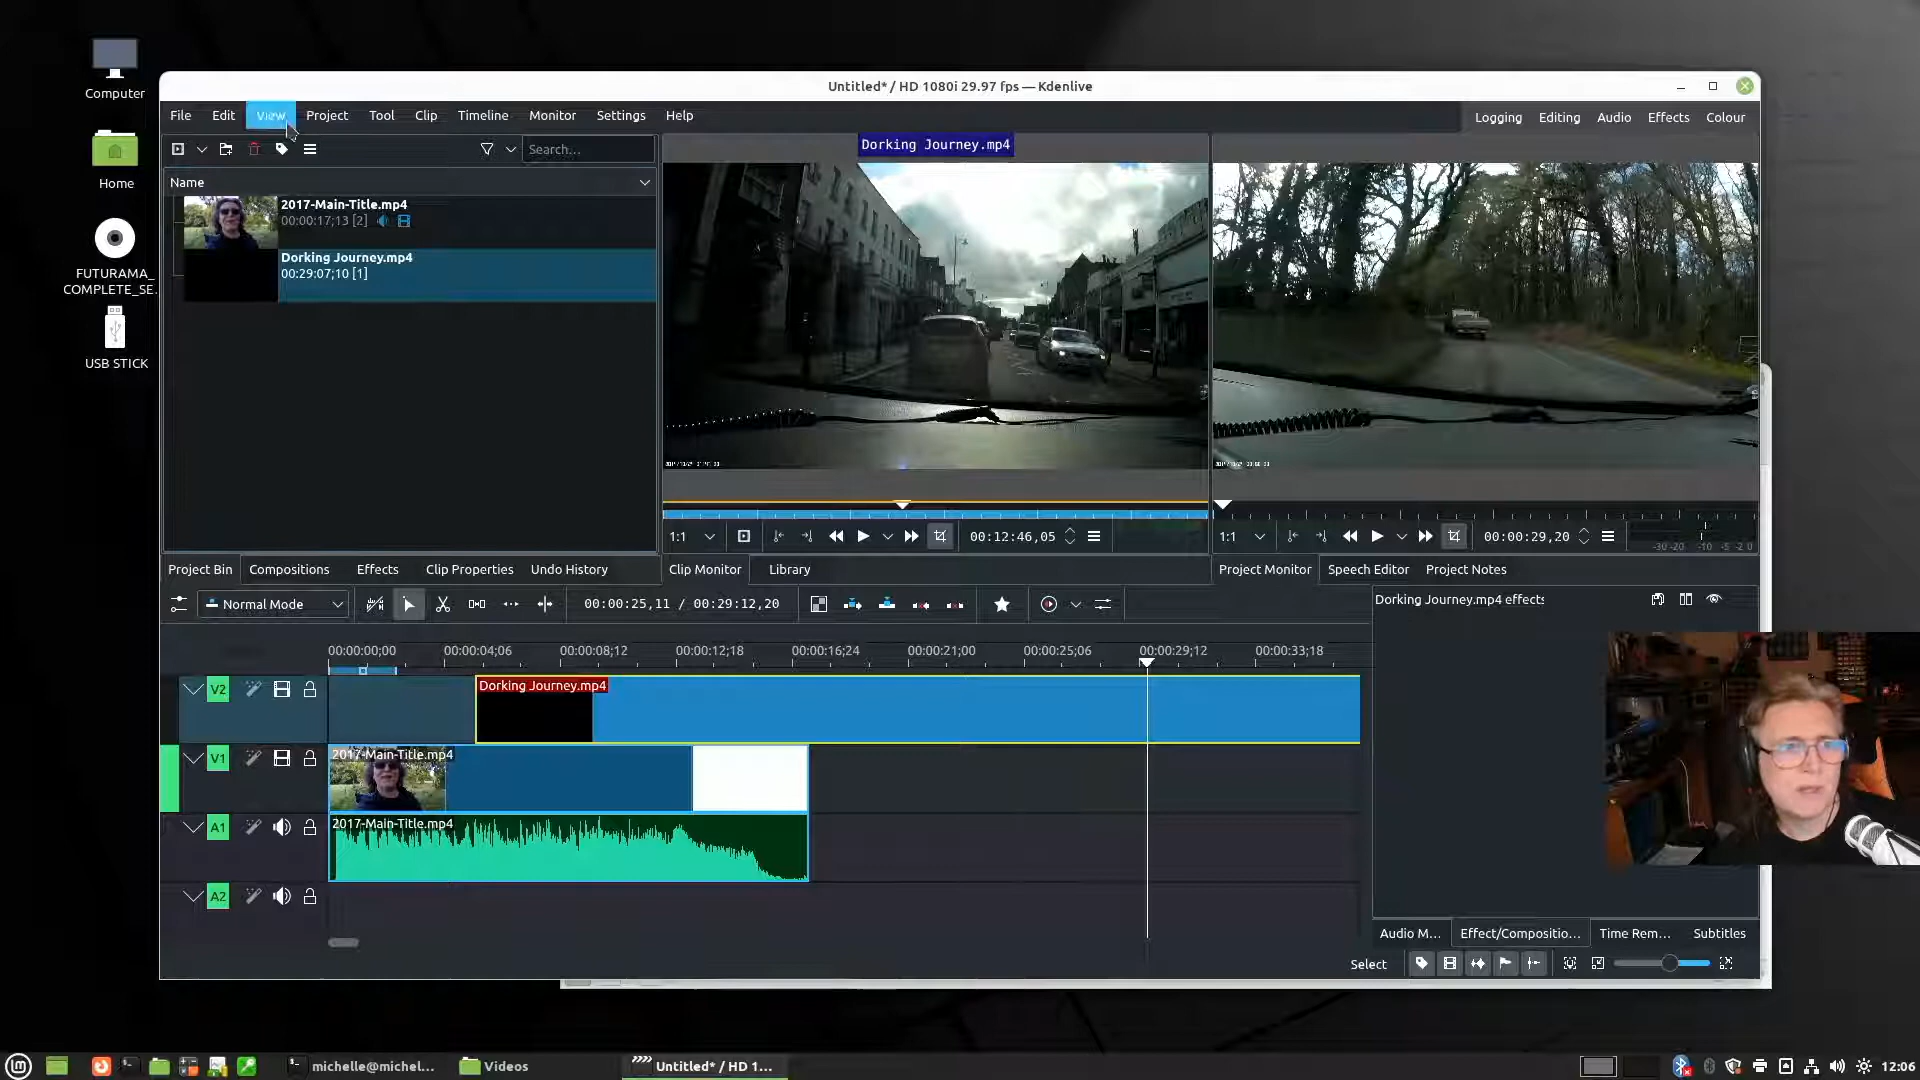 Computer
Home
FUTURAMA_
COMPLETE_SE.
USB STICK
Untitled* / HD 1080i 29.97 fps — Kdenlive
File Edit View Project Tool Clip Timeline Monitor Settings Help
Logging Editing Audio Effects Colour
Search...
Name
2017-Main-Title.mp4
00:00:17;13 [2]
Dorking Journey.mp4
00:29:07;10 [1]
Dorking Journey.mp4
1:1
00:12:46,05
1:1
00:00:29,20
-30 -20 -10 -5 -2 0
Project Bin Compositions Effects Clip Properties Undo History
Clip Monitor Library
Project Monitor Speech Editor Project Notes
Normal Mode
00:00:25,11 / 00:29:12,20
Dorking Journey.mp4 effects
00:00:00;00 00:00:04;06 00:00:08;12 00:00:12;18 00:00:16;24 00:00:21;00 00:00:25;06 00:00:29;12 00:00:33;18
V2
Dorking Journey.mp4
V1
2017-Main-Title.mp4
A1
2017-Main-Title.mp4
A2
Audio M... Effect/Compositio... Time Rem... Subtitles
Select
michelle@michel...
Videos
Untitled* / HD 1...
12:06